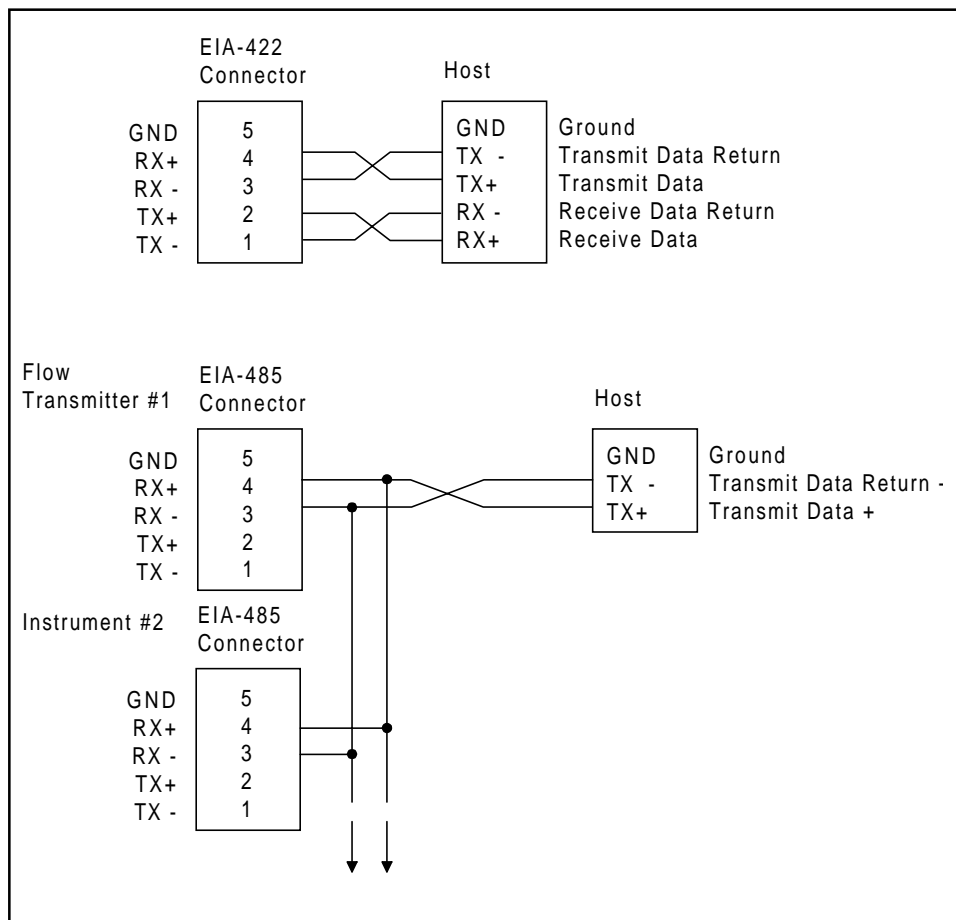 EIA-422
Connector
Host
GND 5 GND Ground
RX+ 4 TX - Transmit Data Return
RX - 3 TX+ Transmit Data
TX+ 2 RX - Receive Data Return
TX - 1 RX+ Receive Data
Flow
Transmitter #1
EIA-485
Connector
Host
GND 5 GND Ground
RX+ 4 TX - Transmit Data Return -
RX - 3 TX+ Transmit Data +
TX+ 2
TX - 1
Instrument #2
EIA-485
Connector
GND 5
RX+ 4
RX - 3
TX+ 2
TX - 1